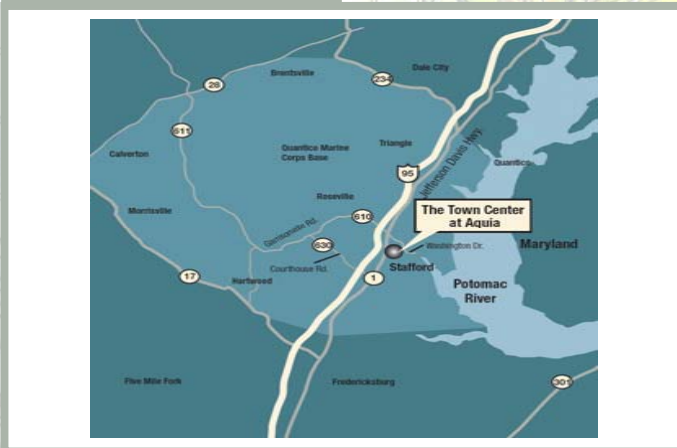 Dale City
Brentsville
234
28
611
Quantico Marine
Corps Base
Triangle
Calverton
Jefferson Davis Hwy.
Quantico
95
Roseville
Morrisville
610
Garrisonville Rd.
The Town Center
at Aquia
630
Washington Dr.
Maryland
Courthouse Rd.
Stafford
17
Hartwood
1
Potomac
River
Five Mile Fork
Fredericksburg
301